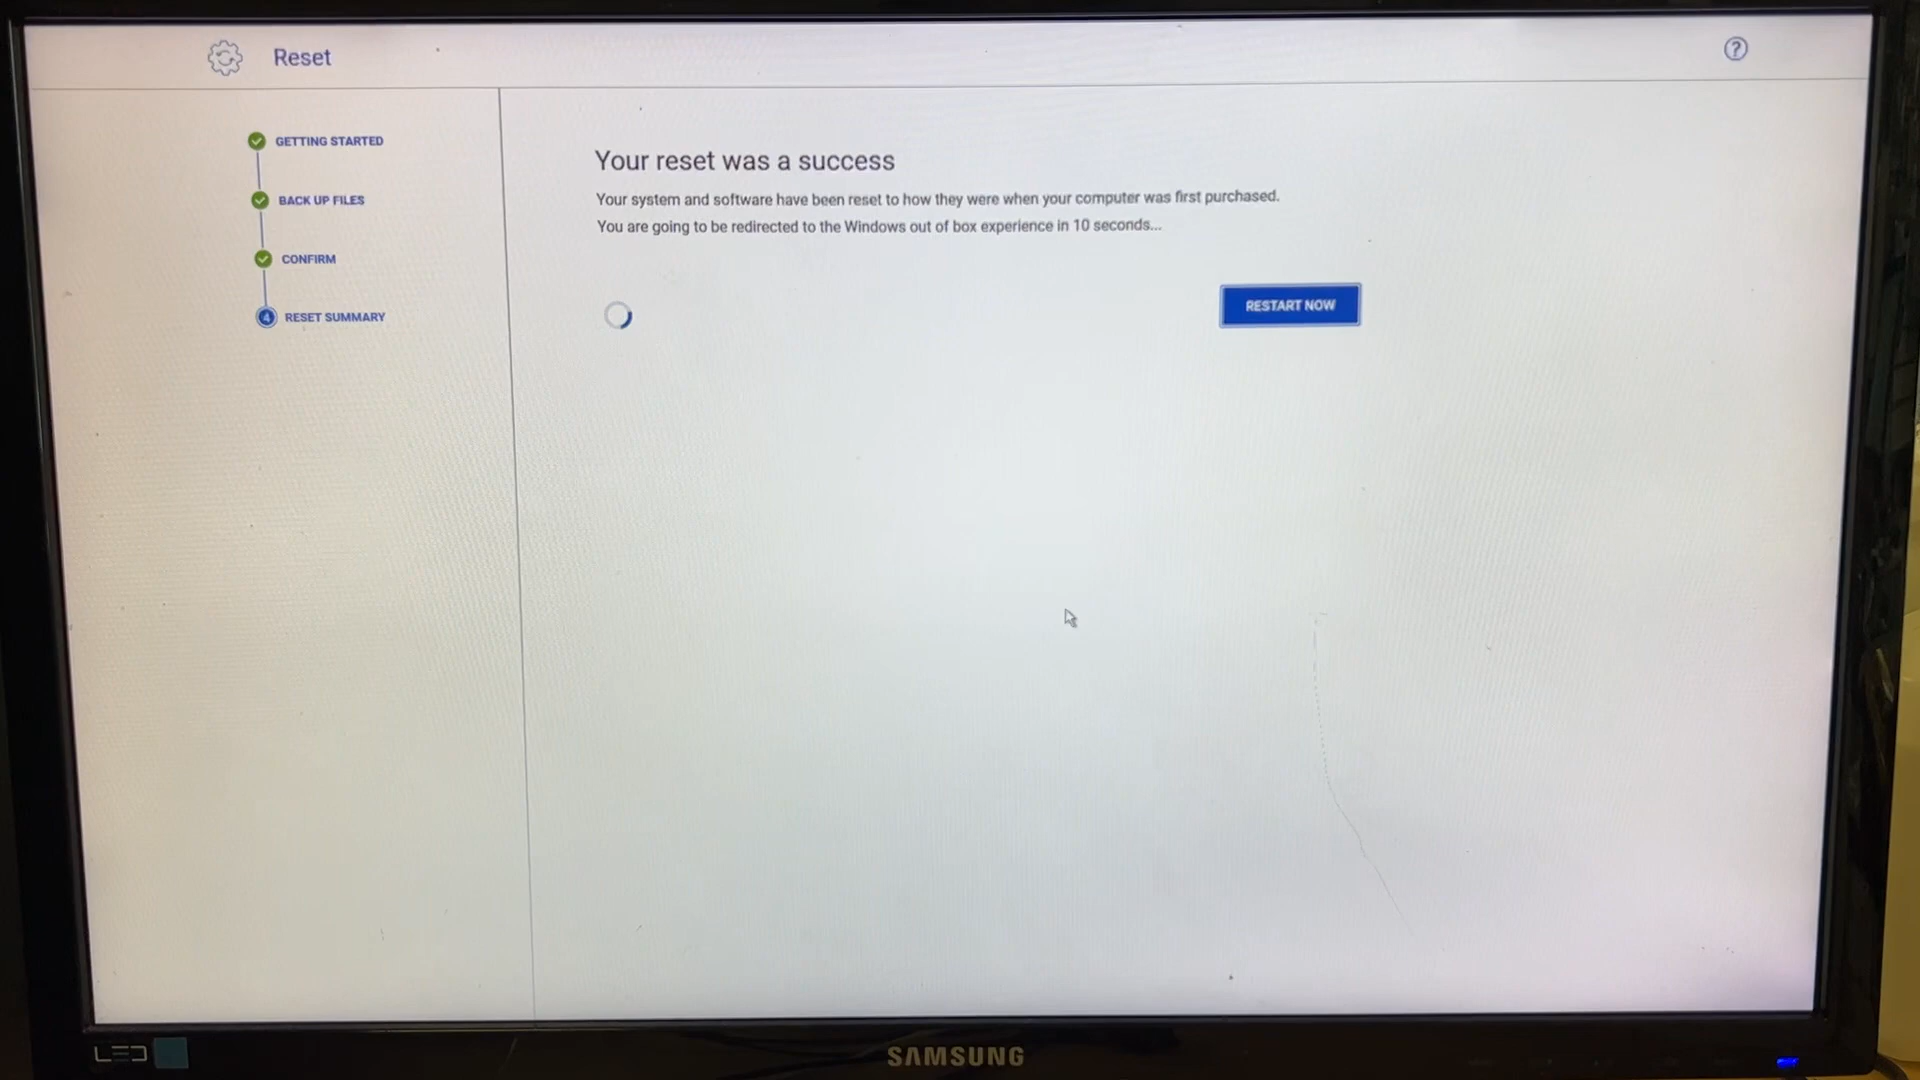 Reset
?
GETTING STARTED
BACK UP FILES
CONFIRM
4 RESET SUMMARY
Your reset was a success
Your system and software have been reset to how they were when your computer was first purchased.
You are going to be redirected to the Windows out of box experience in 10 seconds...
RESTART NOW
LED
SAMSUNG